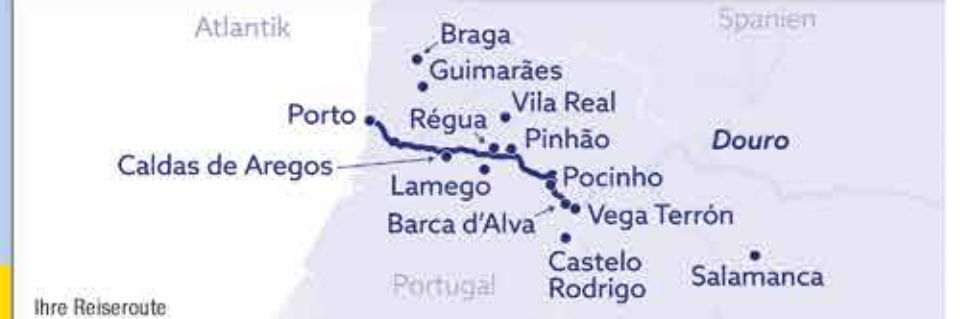 Atlantik
Spanien
Braga
Guimarães
Vila Real
Porto
Régua
Pinhão
Douro
Caldas de Aregos
Lamego
Pocinho
Barca d'Alva
Vega Terrón
Castelo
Rodrigo
Salamanca
Portugal
Ihre Reiseroute